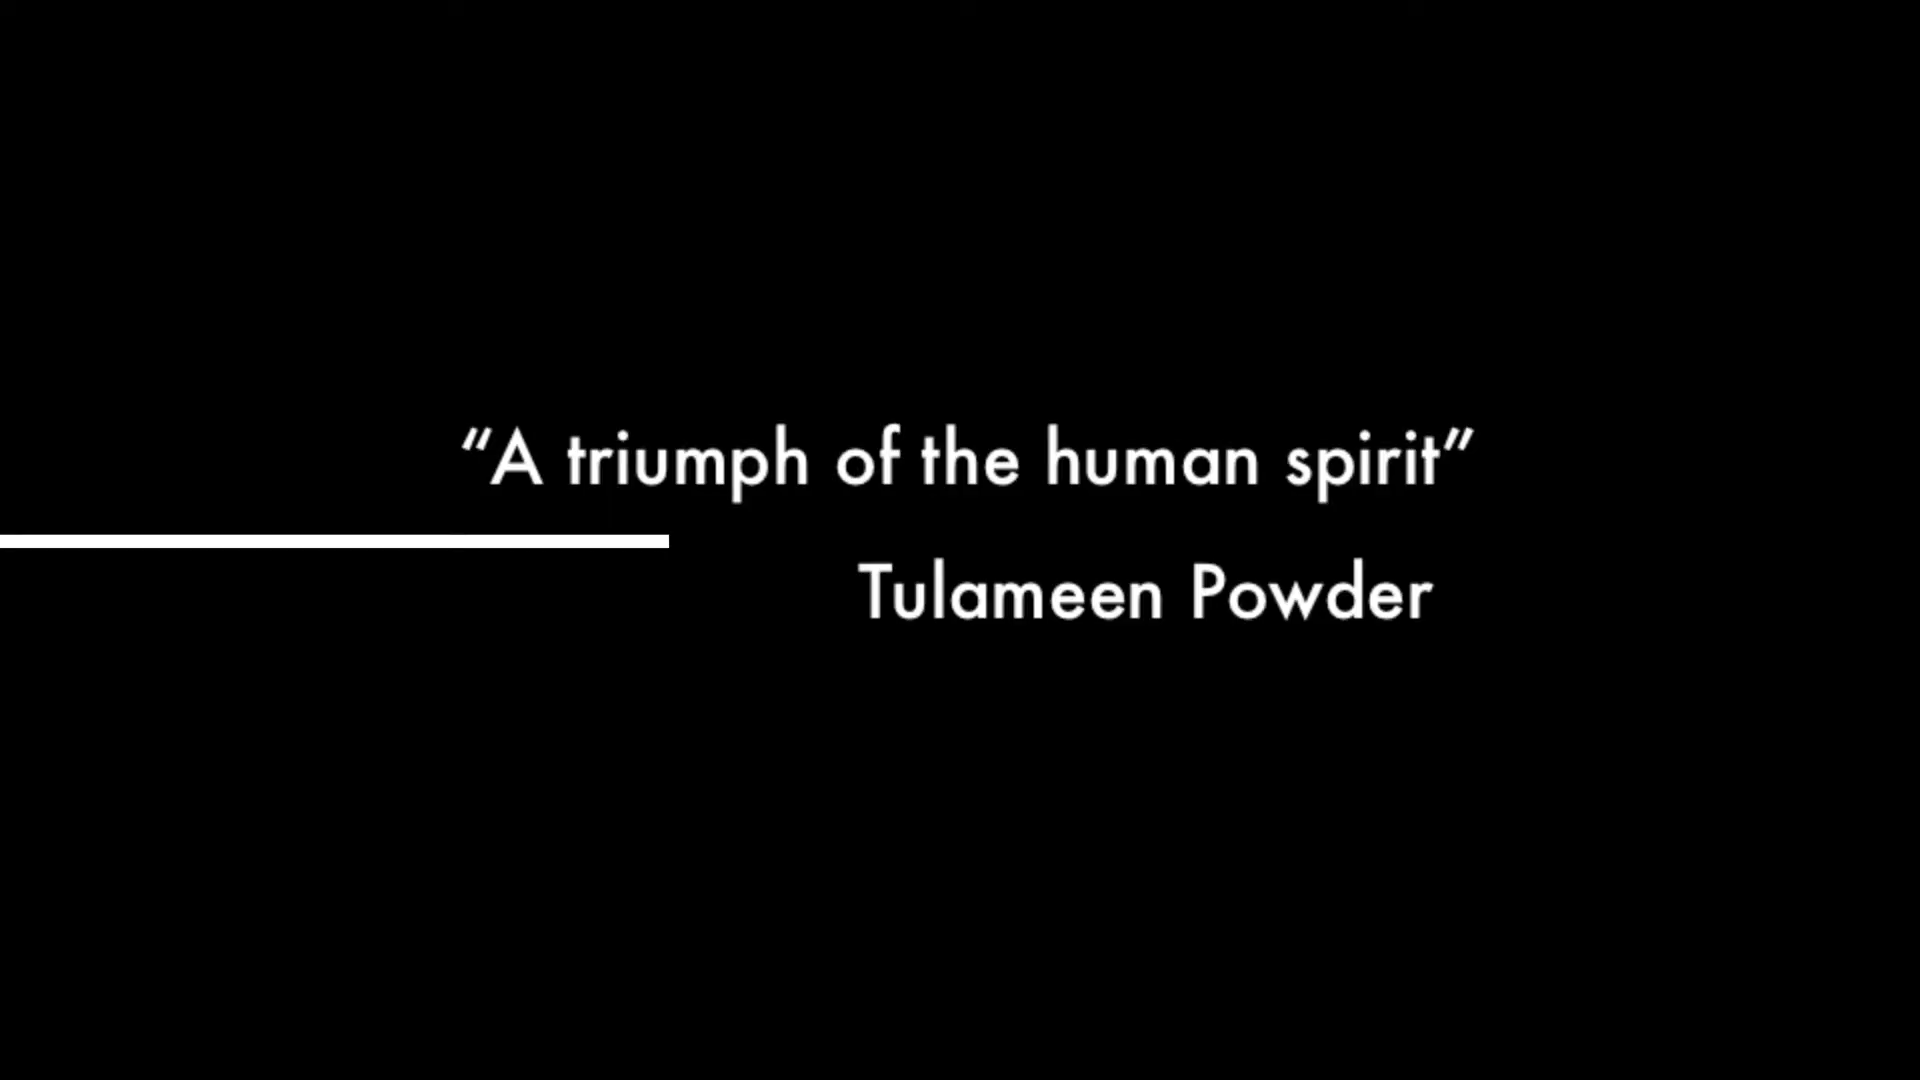 “A triumph of the human spirit”
Tulameen Powder